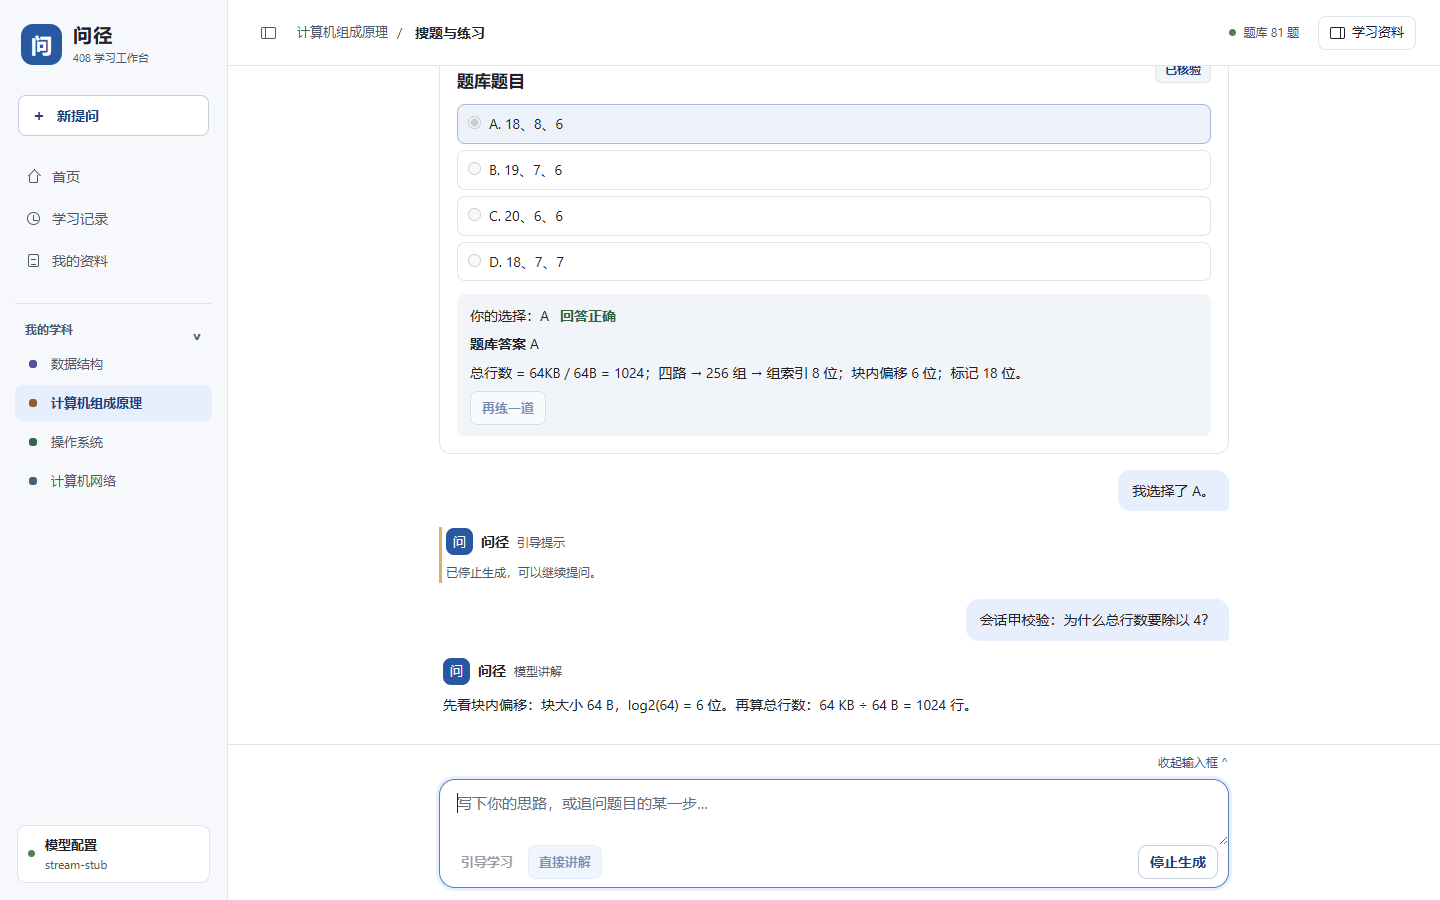 问
问径
408 学习工作台
+ 新提问
首页
学习记录
我的资料
我的学科
v
数据结构
计算机组成原理
操作系统
计算机网络
模型配置
stream-stub
计算机组成原理 / 搜题与练习
题库 81 题
学习资料
题库题目
已核验
A. 18、8、6
B. 19、7、6
C. 20、6、6
D. 18、7、7
你的选择：A 回答正确
题库答案 A
总行数 = 64KB / 64B = 1024；四路 → 256 组 → 组索引 8 位；块内偏移 6 位；标记 18 位。
再练一道
我选择了 A。
问 问径 引导提示
已停止生成，可以继续提问。
会话甲校验：为什么总行数要除以 4？
问 问径 模型讲解
先看块内偏移：块大小 64 B，log2(64) = 6 位。再算总行数：64 KB ÷ 64 B = 1024 行。
收起输入框 ^
写下你的思路，或追问题目的某一步...
引导学习
直接讲解
停止生成